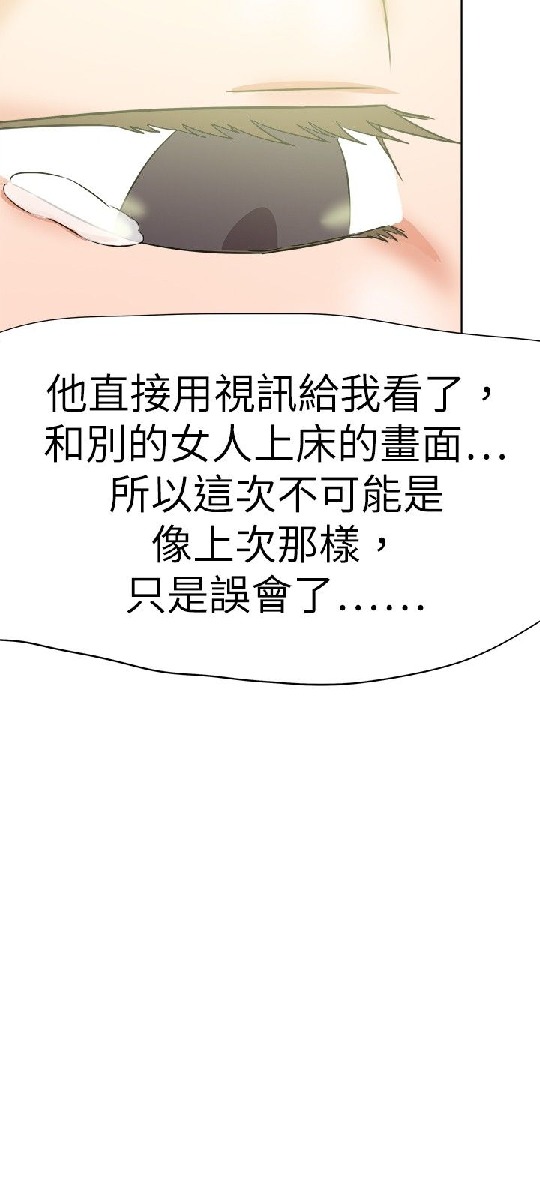 他直接用視訊給我看了，
和別的女人上床的畫面...
所以這次不可能是
像上次那樣，
只是誤會了......